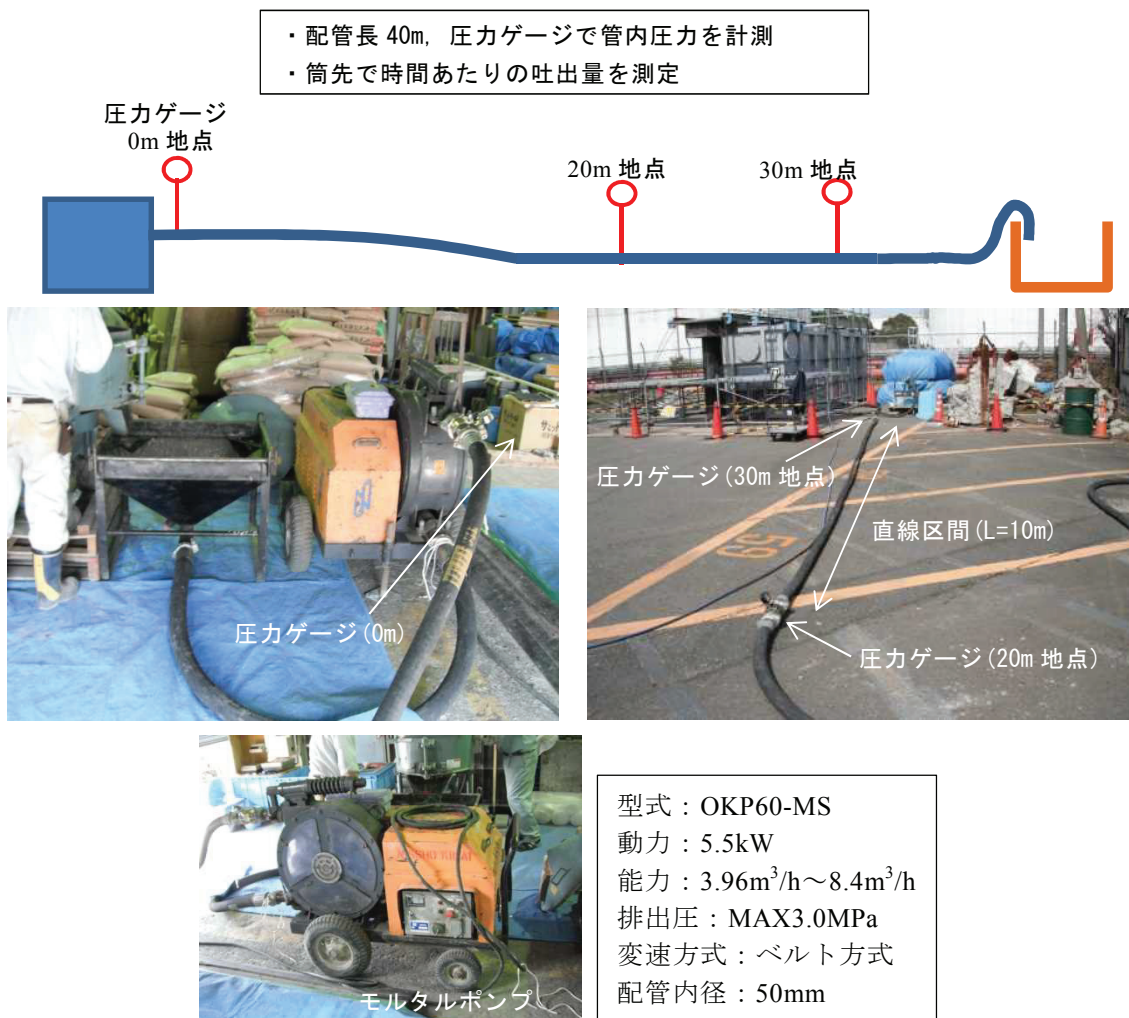 ・配管長 40m, 圧力ゲージで管内圧力を計測
・筒先で時間あたりの吐出量を測定
圧力ゲージ
0m 地点
20m 地点
30m 地点
圧力ゲージ(0m)
圧力ゲージ(30m 地点)
59
直線区間(L=10m)
圧力ゲージ(20m 地点)
モルタルポンプ
型式：OKP60-MS
動力：5.5kW
能力：3.96m³/h～8.4m³/h
排出圧：MAX3.0MPa
変速方式：ベルト方式
配管内径：50mm